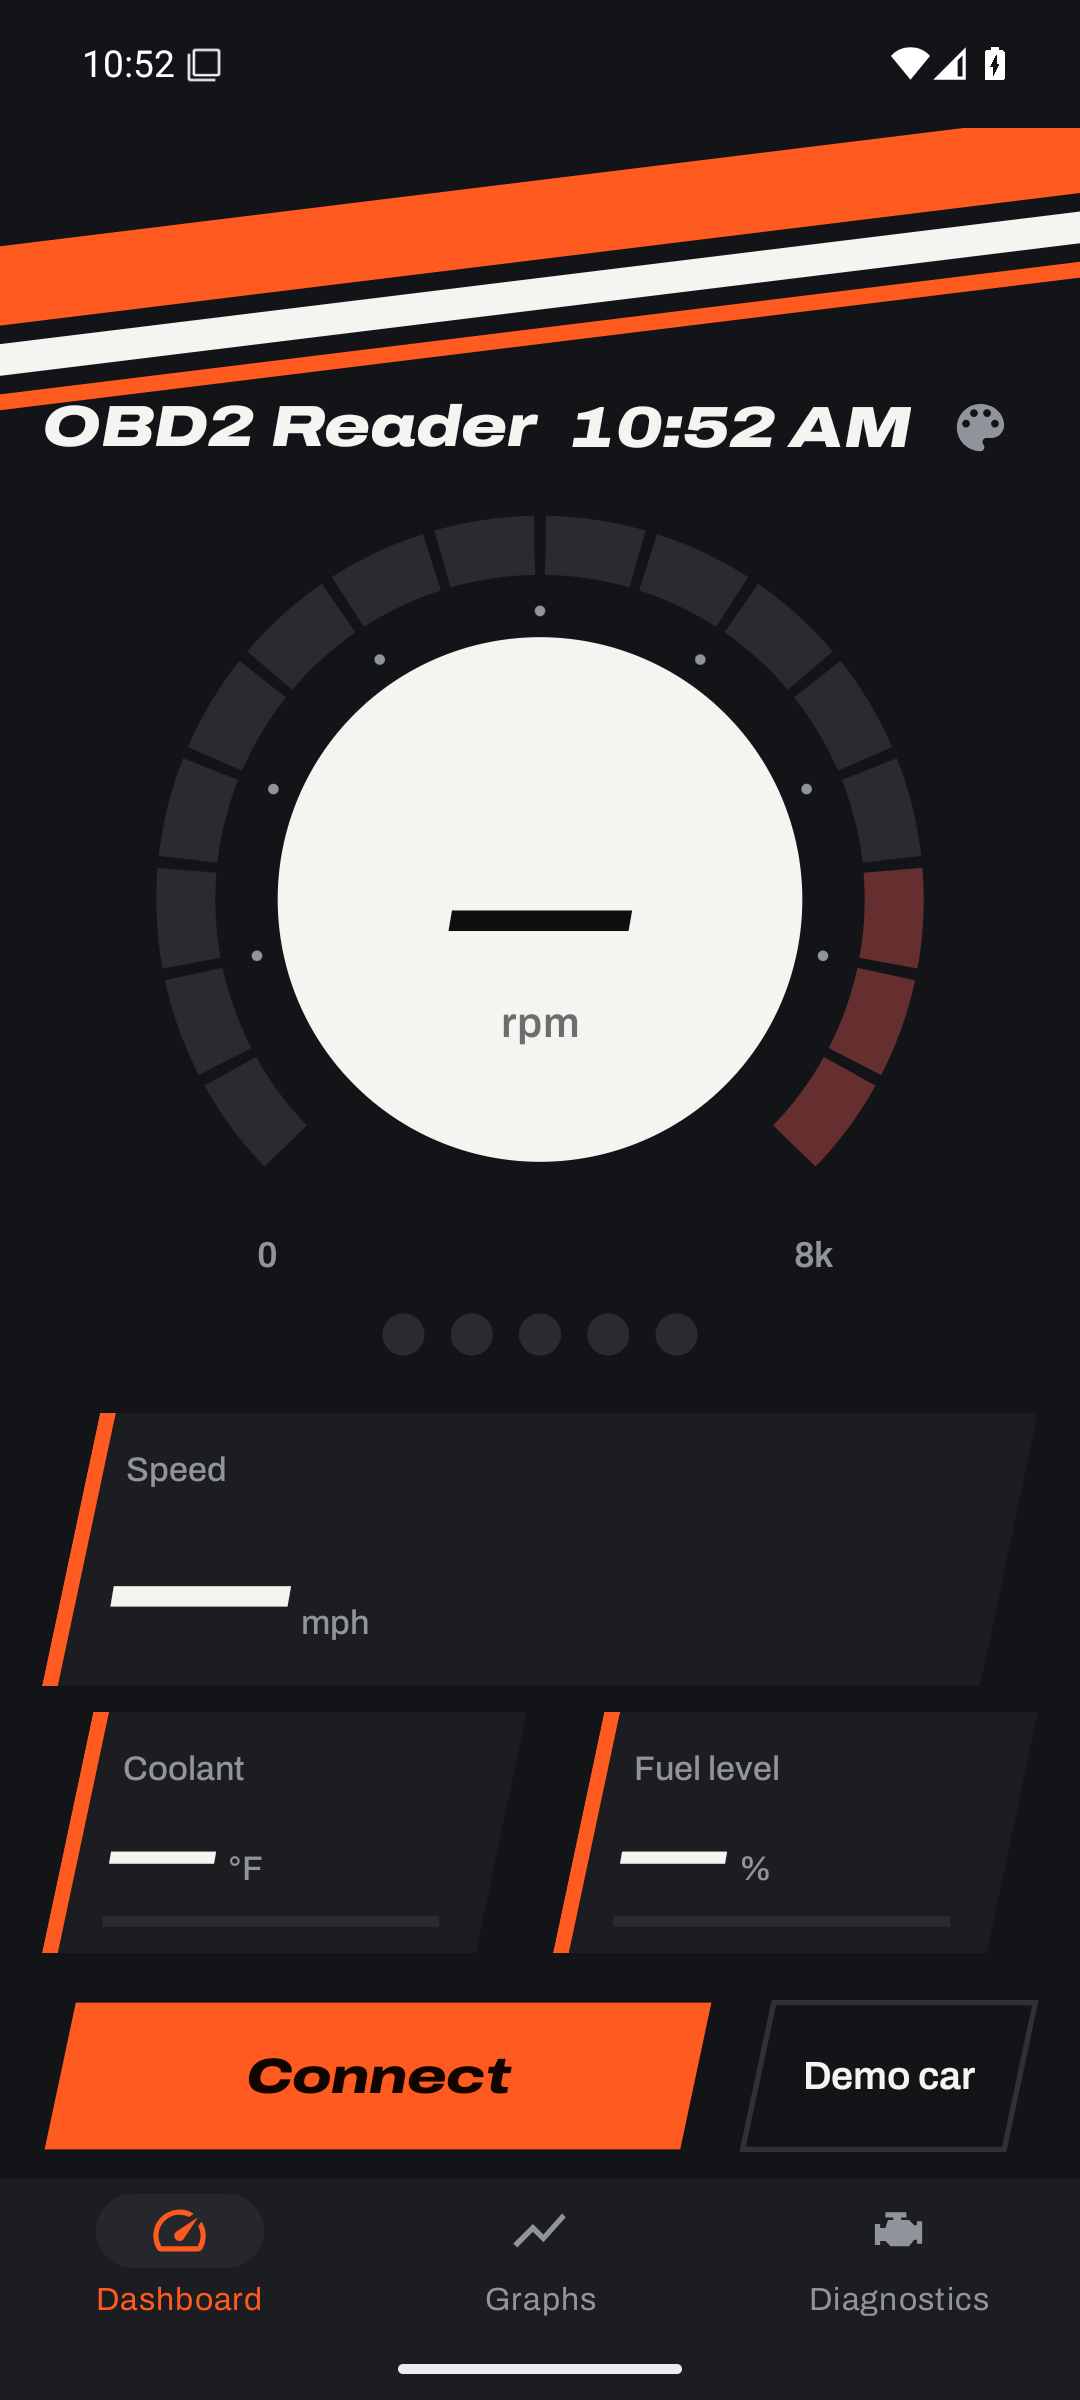 10:52
OBD2 Reader 10:52 AM
rpm
0 8k
Speed
mph
Coolant Fuel level
°F %
Connect Demo car
Dashboard Graphs Diagnostics